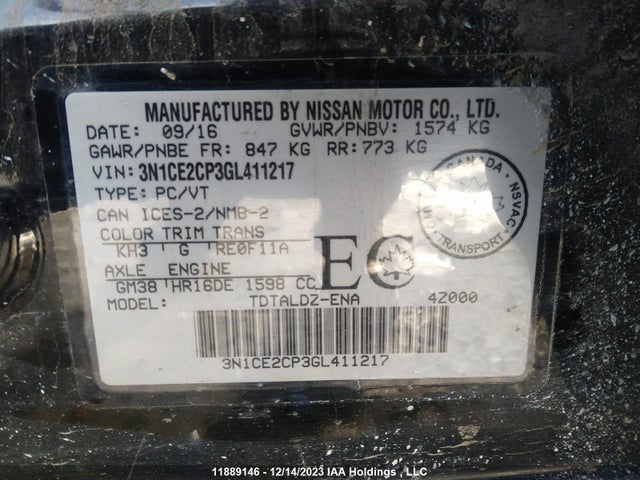 MANUFACTURED BY NISSAN MOTOR CO., LTD.
DATE: 09/16 GVWR/PNBV: 1574 KG
GAWR/PNBE FR: 847 KG RR: 773 KG
VIN: 3N1CE2CP3GL411217
TYPE: PC/VT
CAN ICES-2/NMB-2
COLOR TRIM TRANS
KH3 G RE0F11A
AXLE ENGINE
GM38 HR16DE 1598 CC
MODEL: TDTALDZ-ENA 4Z000
EC
CANADA
NSVAC
TRANSPORT
3N1CE2CP3GL411217
11889146 - 12/14/2023 IAA Holdings , LLC